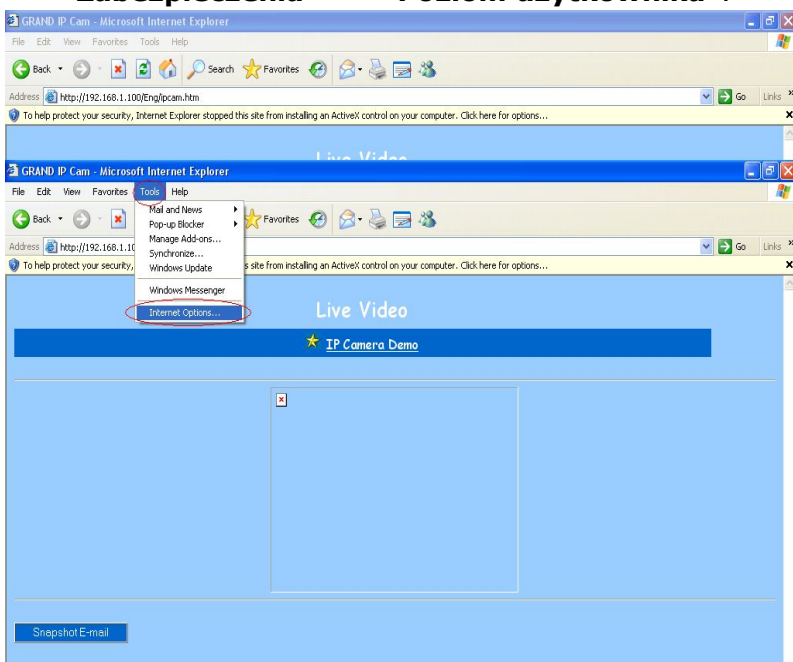 GRAND IP Cam - Microsoft Internet Explorer
File Edit View Favorites Tools Help
Back Search Favorites
Address http://192.168.1.100/Eng/ipcam.htm Go Links »
To help protect your security, Internet Explorer stopped this site from installing an ActiveX control on your computer. Click here for options... x
Live Video
GRAND IP Cam - Microsoft Internet Explorer
File Edit View Favorites Tools Help
Back Favorites
Mail and News
Pop-up Blocker
Manage Add-ons...
Synchronize...
Windows Update
Windows Messenger
Internet Options...
Address http://192.168.1.10 Go Links »
To help protect your security, s site from installing an ActiveX control on your computer. Click here for options... x
Live Video
IP Camera Demo
Snapshot E-mail